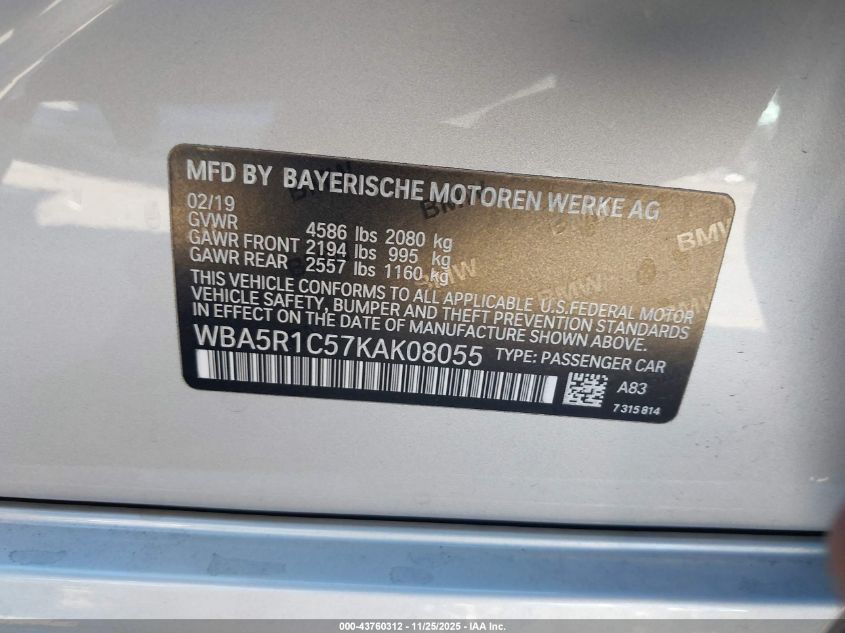 MFD BY BAYERISCHE MOTOREN WERKE AG
02/19
GVWR 4586 lbs 2080 kg
GAWR FRONT 2194 lbs 995 kg
GAWR REAR 2557 lbs 1160 kg
THIS VEHICLE CONFORMS TO ALL APPLICABLE U.S.FEDERAL MOTOR
VEHICLE SAFETY, BUMPER AND THEFT PREVENTION STANDARDS
IN EFFECT ON THE DATE OF MANUFACTURE SHOWN ABOVE.
WBA5R1C57KAK08055 TYPE: PASSENGER CAR
A83
7 315 814
BMW
BMW
BMW
000-43760312 - 11/25/2025 - IAA Inc.